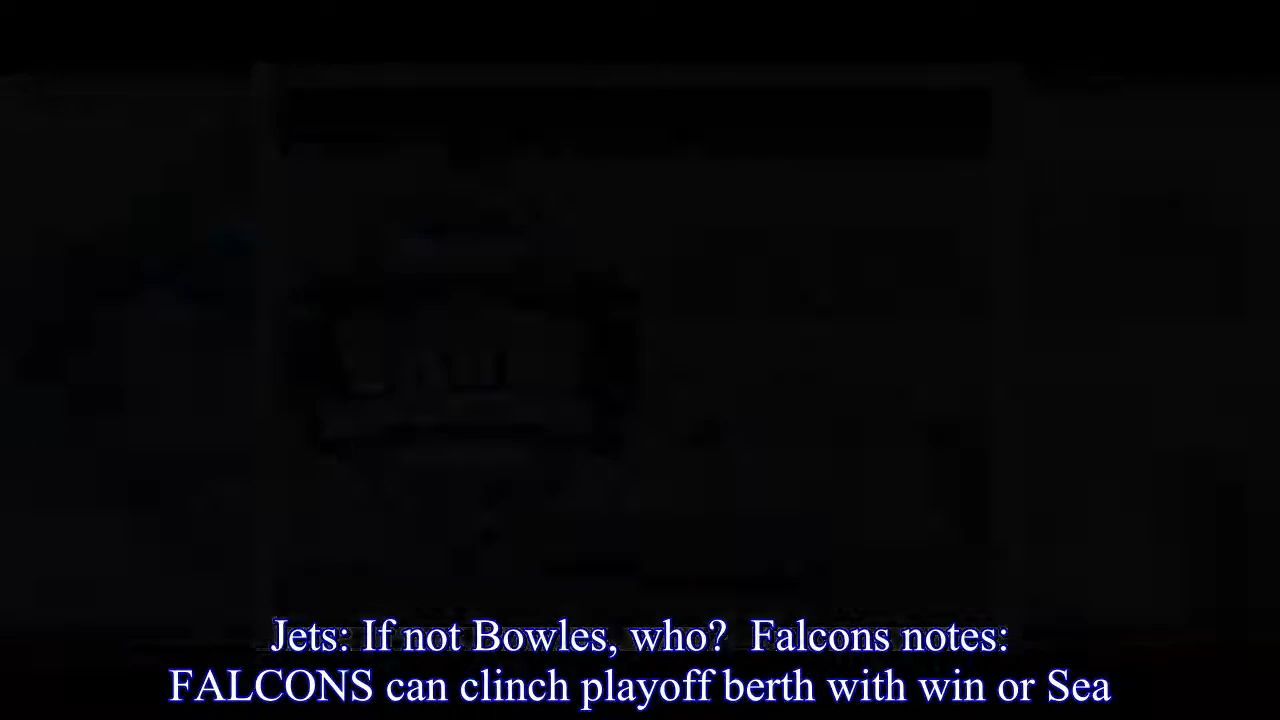 Jets: If not Bowles, who?  Falcons notes:
FALCONS can clinch playoff berth with win or Sea